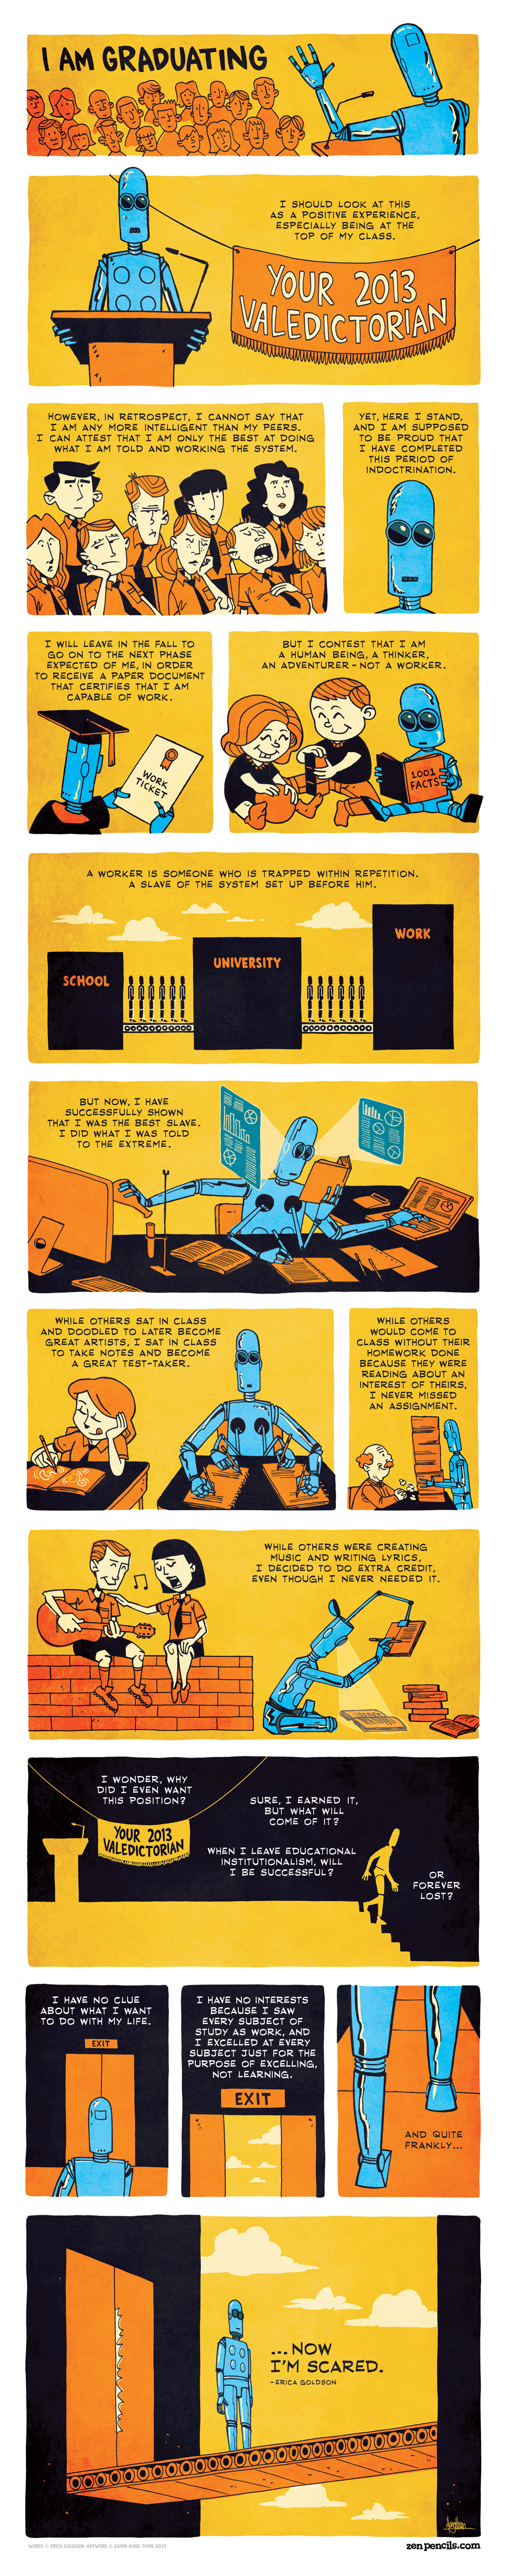 I AM GRADUATING
I SHOULD LOOK AT THIS
AS A POSITIVE EXPERIENCE,
ESPECIALLY BEING AT THE
TOP OF MY CLASS.
YOUR 2013
VALEDICTORIAN
HOWEVER, IN RETROSPECT, I CANNOT SAY THAT
I AM ANY MORE INTELLIGENT THAN MY PEERS.
I CAN ATTEST THAT I AM ONLY THE BEST AT DOING
WHAT I AM TOLD AND WORKING THE SYSTEM.
YET, HERE I STAND,
AND I AM SUPPOSED
TO BE PROUD THAT
I HAVE COMPLETED
THIS PERIOD OF
INDOCTRINATION.
I WILL LEAVE IN THE FALL TO
GO ON TO THE NEXT PHASE
EXPECTED OF ME, IN ORDER
TO RECEIVE A PAPER DOCUMENT
THAT CERTIFIES THAT I AM
CAPABLE OF WORK.
WORK
TICKET
BUT I CONTEST THAT I AM
A HUMAN BEING, A THINKER,
AN ADVENTURER - NOT A WORKER.
1001
FACTS
A WORKER IS SOMEONE WHO IS TRAPPED WITHIN REPETITION.
A SLAVE OF THE SYSTEM SET UP BEFORE HIM.
SCHOOL
UNIVERSITY
WORK
BUT NOW, I HAVE
SUCCESSFULLY SHOWN
THAT I WAS THE BEST SLAVE.
I DID WHAT I WAS TOLD
TO THE EXTREME.
WHILE OTHERS SAT IN CLASS
AND DOODLED TO LATER BECOME
GREAT ARTISTS, I SAT IN CLASS
TO TAKE NOTES AND BECOME
A GREAT TEST-TAKER.
WHILE OTHERS
WOULD COME TO
CLASS WITHOUT THEIR
HOMEWORK DONE
BECAUSE THEY WERE
READING ABOUT AN
INTEREST OF THEIRS,
I NEVER MISSED
AN ASSIGNMENT.
WHILE OTHERS WERE CREATING
MUSIC AND WRITING LYRICS,
I DECIDED TO DO EXTRA CREDIT,
EVEN THOUGH I NEVER NEEDED IT.
I WONDER, WHY
DID I EVEN WANT
THIS POSITION?
YOUR 2013
VALEDICTORIAN
SURE, I EARNED IT,
BUT WHAT WILL
COME OF IT?
WHEN I LEAVE EDUCATIONAL
INSTITUTIONALISM, WILL
I BE SUCCESSFUL?
OR
FOREVER
LOST?
I HAVE NO CLUE
ABOUT WHAT I WANT
TO DO WITH MY LIFE.
EXIT
I HAVE NO INTERESTS
BECAUSE I SAW
EVERY SUBJECT OF
STUDY AS WORK, AND
I EXCELLED AT EVERY
SUBJECT JUST FOR THE
PURPOSE OF EXCELLING,
NOT LEARNING.
EXIT
AND QUITE
FRANKLY...
...NOW
I'M SCARED.
-ERICA GOLDSON
WORDS © ERICA GOLDSON, ARTWORK © GAVIN AUNG THAN 2013
zenpencils.com